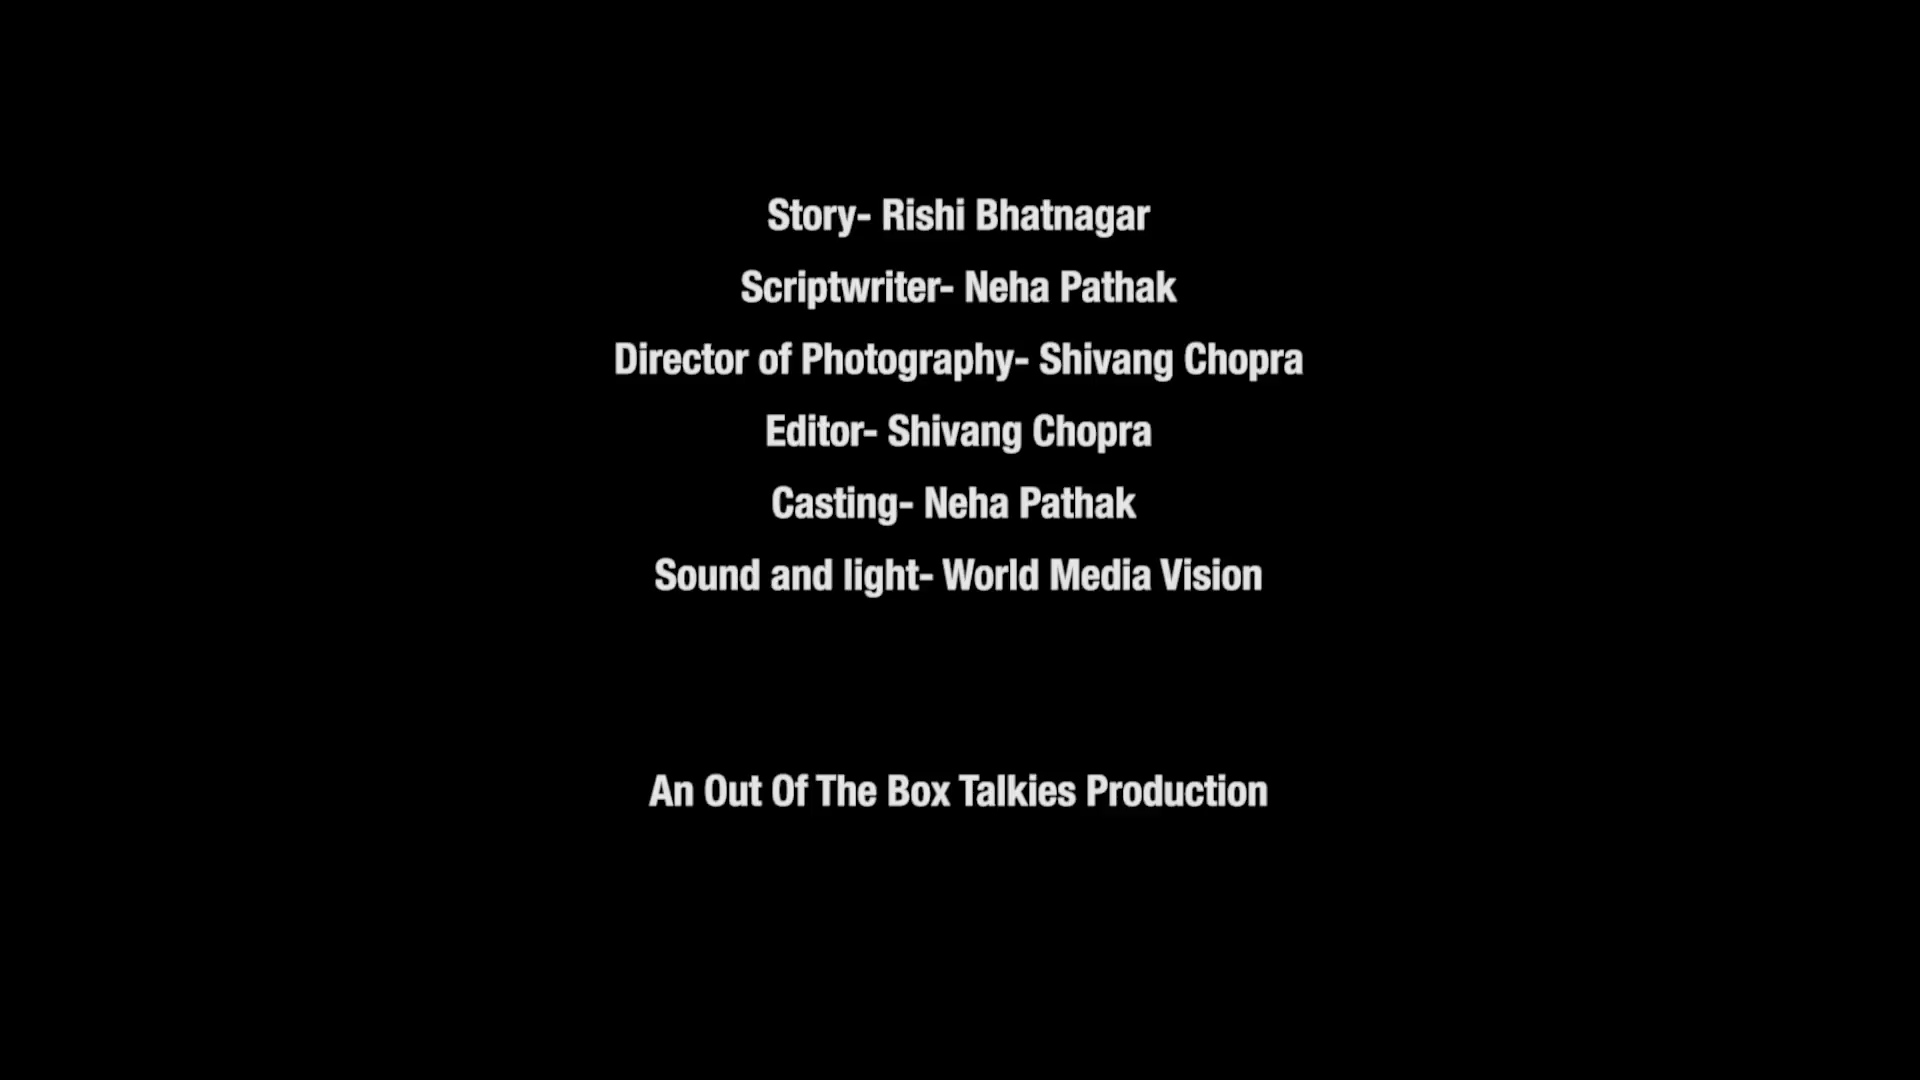 Story- Rishi Bhatnagar
Scriptwriter- Neha Pathak
Director of Photography- Shivang Chopra
Editor- Shivang Chopra
Casting- Neha Pathak
Sound and light- World Media Vision
An Out Of The Box Talkies Production